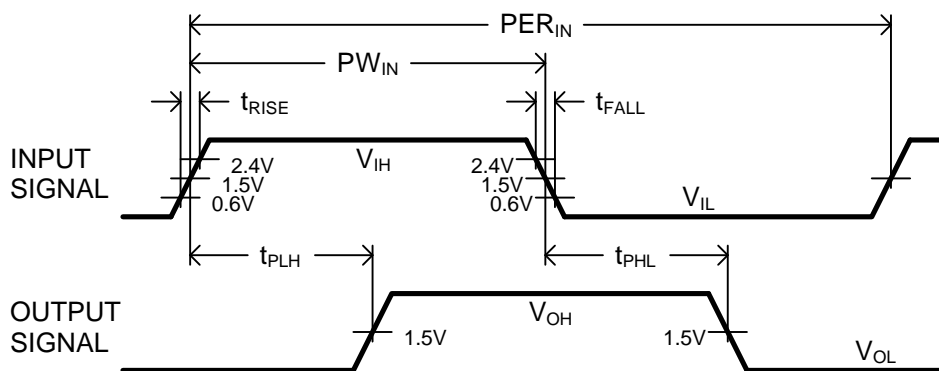 PER_IN
PW_IN
t_RISE
t_FALL
INPUT
SIGNAL
2.4V
1.5V
0.6V
V_IH
2.4V
1.5V
0.6V
V_IL
t_PLH
t_PHL
OUTPUT
SIGNAL
1.5V
V_OH
1.5V
V_OL